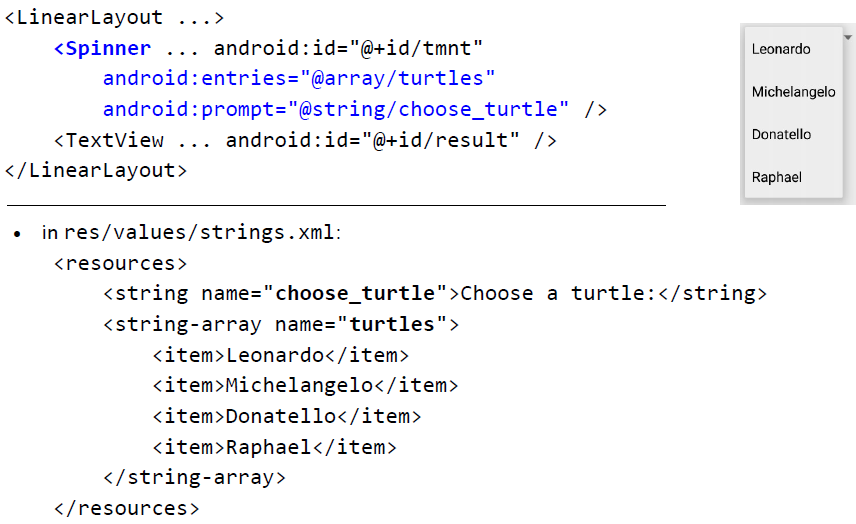 <LinearLayout ...>
    <Spinner ... android:id="@+id/tmnt"
        android:entries="@array/turtles"
        android:prompt="@string/choose_turtle" />
    <TextView ... android:id="@+id/result" />
</LinearLayout>
Leonardo
Michelangelo
Donatello
Raphael
• in res/values/strings.xml:
    <resources>
        <string name="choose_turtle">Choose a turtle:</string>
        <string-array name="turtles">
            <item>Leonardo</item>
            <item>Michelangelo</item>
            <item>Donatello</item>
            <item>Raphael</item>
        </string-array>
    </resources>